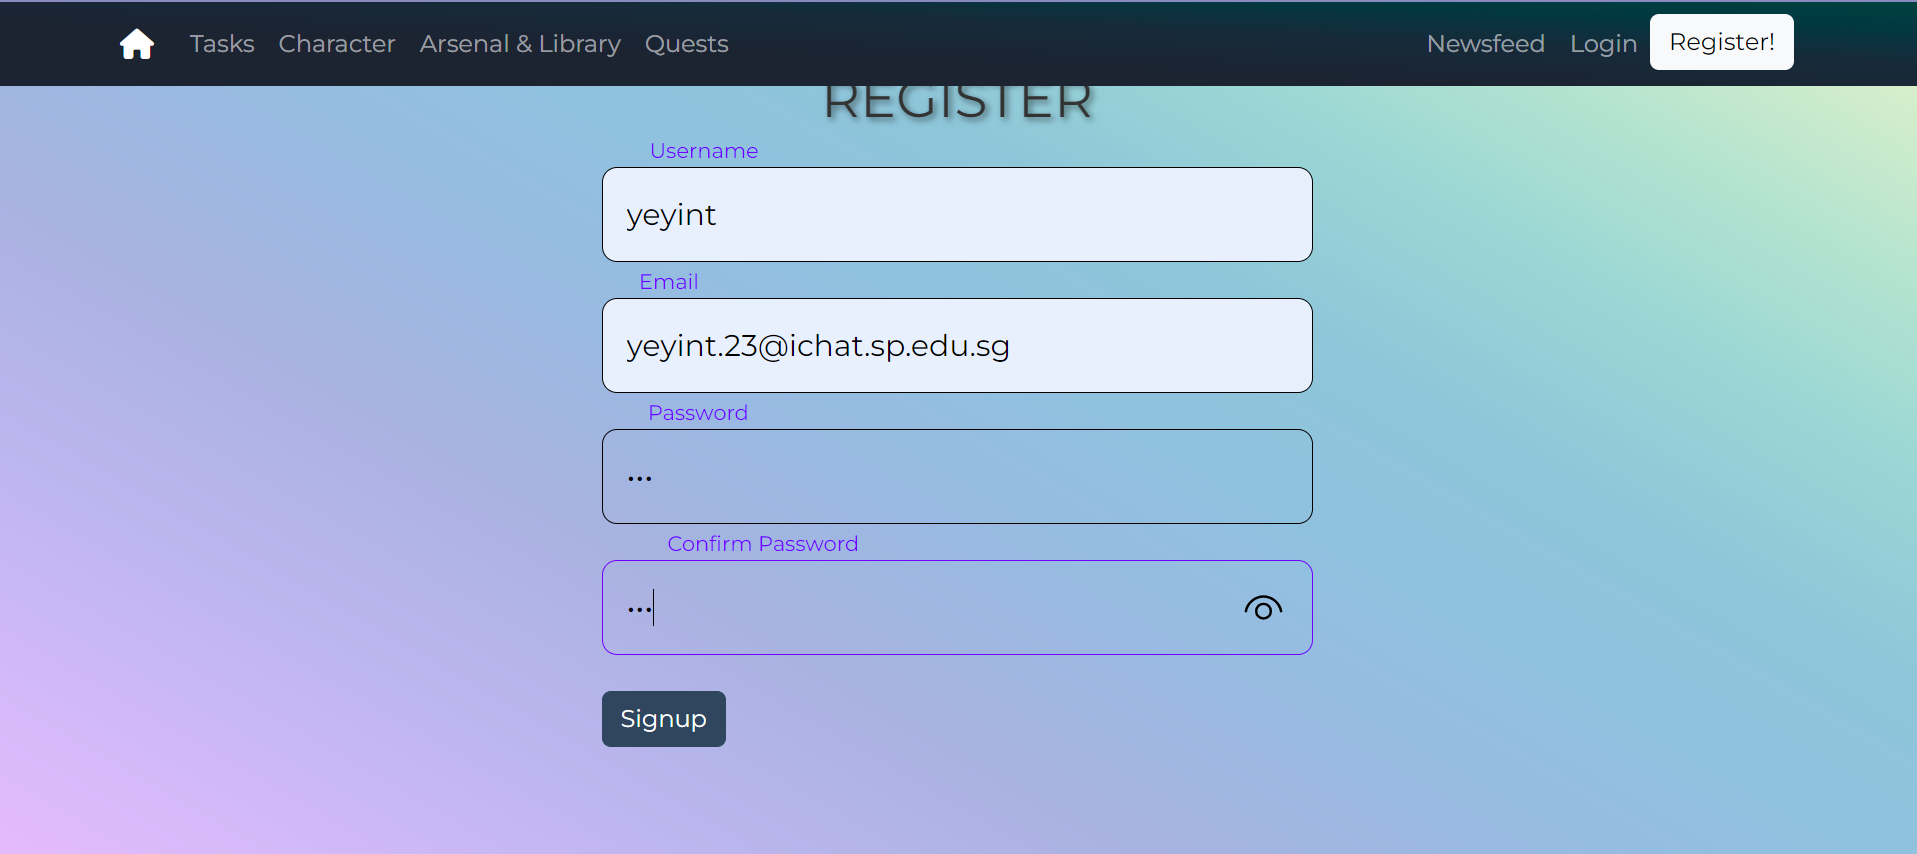 Tasks Character Arsenal & Library Quests Newsfeed Login Register!
REGISTER
Username
yeyint
Email
yeyint.23@ichat.sp.edu.sg
Password
•••
Confirm Password
•••
Signup